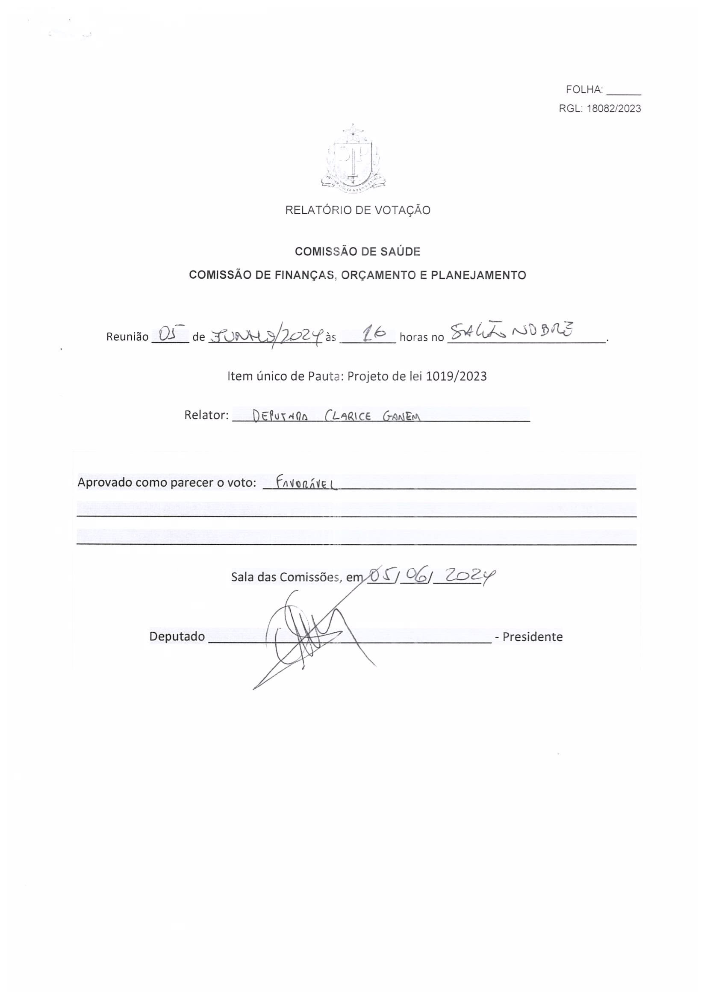 FOLHA: ______
RGL: 18082/2023
RELATÓRIO DE VOTAÇÃO
COMISSÃO DE SAÚDE
COMISSÃO DE FINANÇAS, ORÇAMENTO E PLANEJAMENTO
Reunião 05 de JUNHO/2024 às 16 horas no SALÃO NOBRE.
Item único de Pauta: Projeto de lei 1019/2023
Relator: DEPUTADA CLARICE GANEM
Aprovado como parecer o voto: FAVORÁVEL
Sala das Comissões, em 05/06/2024
Deputado ______ - Presidente